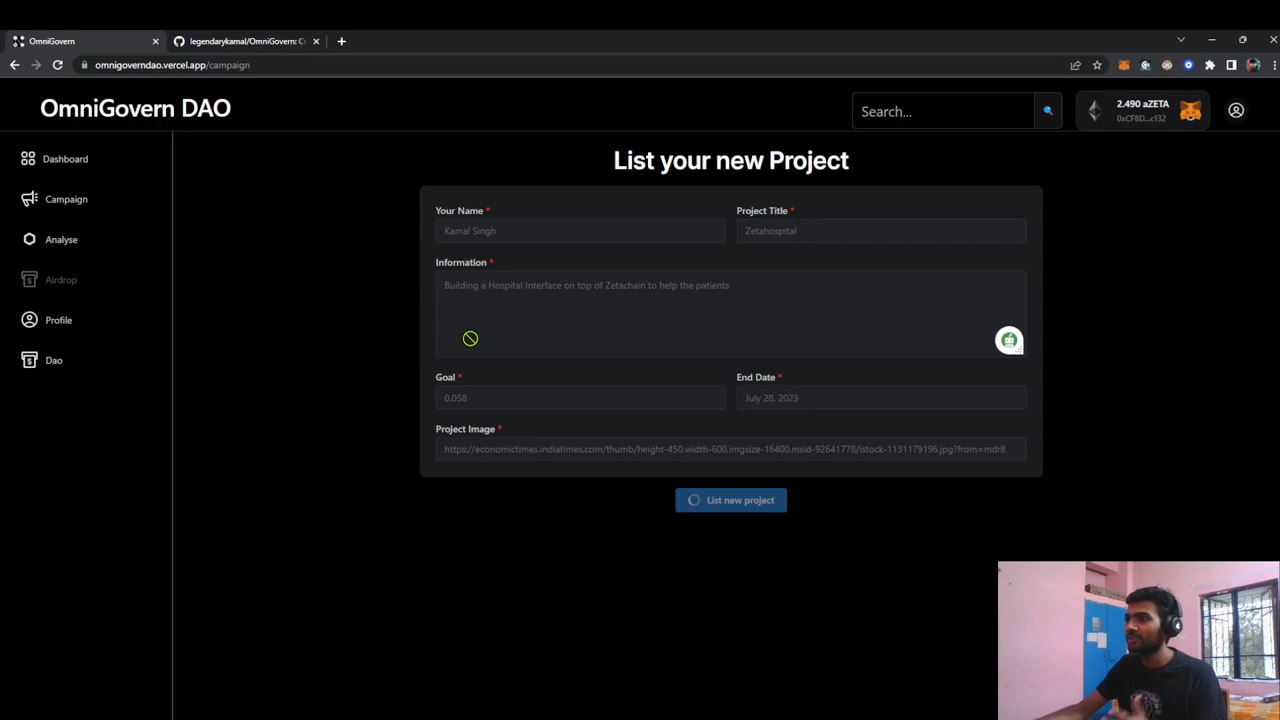 OmniGovern
legendarykamal/OmniGovern: C
omnigoverndao.vercel.app/campaign
OmniGovern DAO
Search...
2.490 aZETA
0xCF8D...c132
Dashboard
Campaign
Analyse
Airdrop
Profile
Dao
List your new Project
Your Name *
Project Title *
Kamal Singh
Zetahospital
Information *
Building a Hospital Interface on top of Zetachain to help the patients
Goal *
End Date *
0.058
July 28, 2023
Project Image *
https://economictimes.indiatimes.com/thumb/height-450,width-600,imgsize-16400,msid-92641778/istock-1131179196.jpg?from=mdr8
List new project